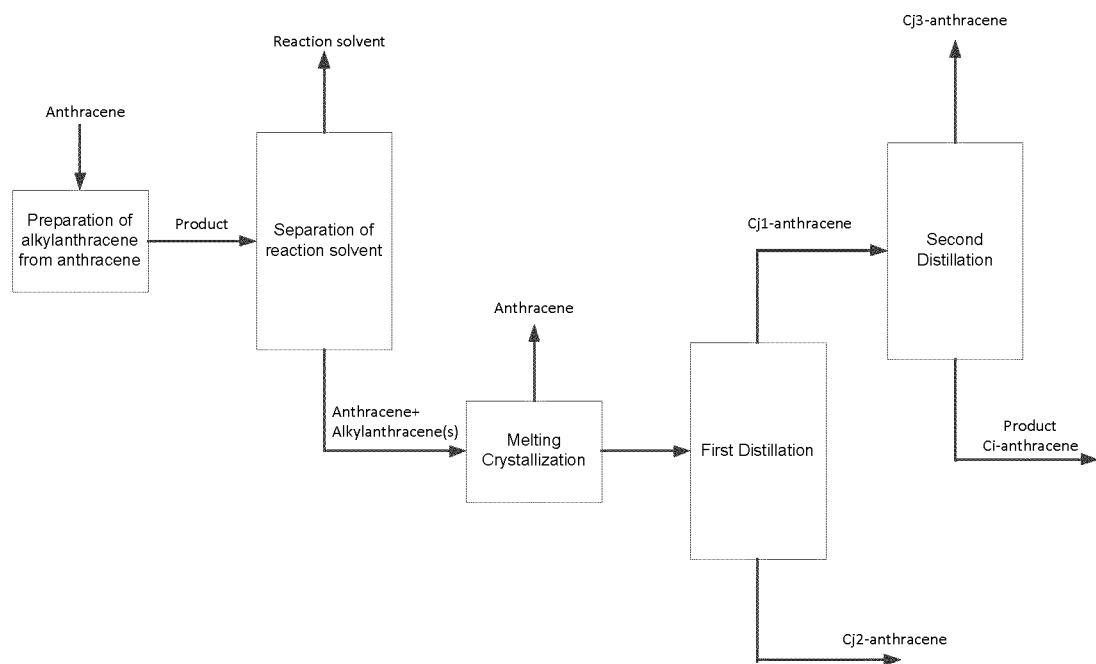 Anthracene
Preparation of
alkylanthracene
from anthracene
Product
Reaction solvent
Separation of
reaction solvent
Anthracene+
Alkylanthracene(s)
Anthracene
Melting
Crystallization
First Distillation
Cj1-anthracene
Cj2-anthracene
Cj3-anthracene
Second
Distillation
Product
Ci-anthracene